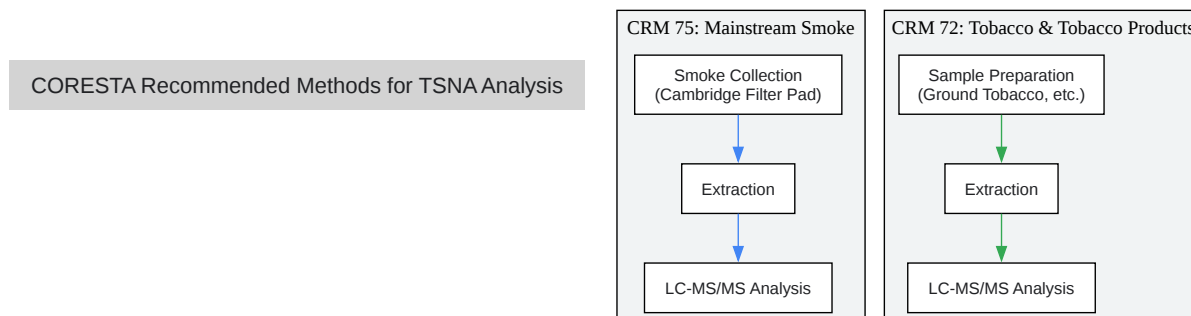 CORESTA Recommended Methods for TSNA Analysis
CRM 75: Mainstream Smoke
Smoke Collection
(Cambridge Filter Pad)
Extraction
LC-MS/MS Analysis
CRM 72: Tobacco & Tobacco Products
Sample Preparation
(Ground Tobacco, etc.)
Extraction
LC-MS/MS Analysis